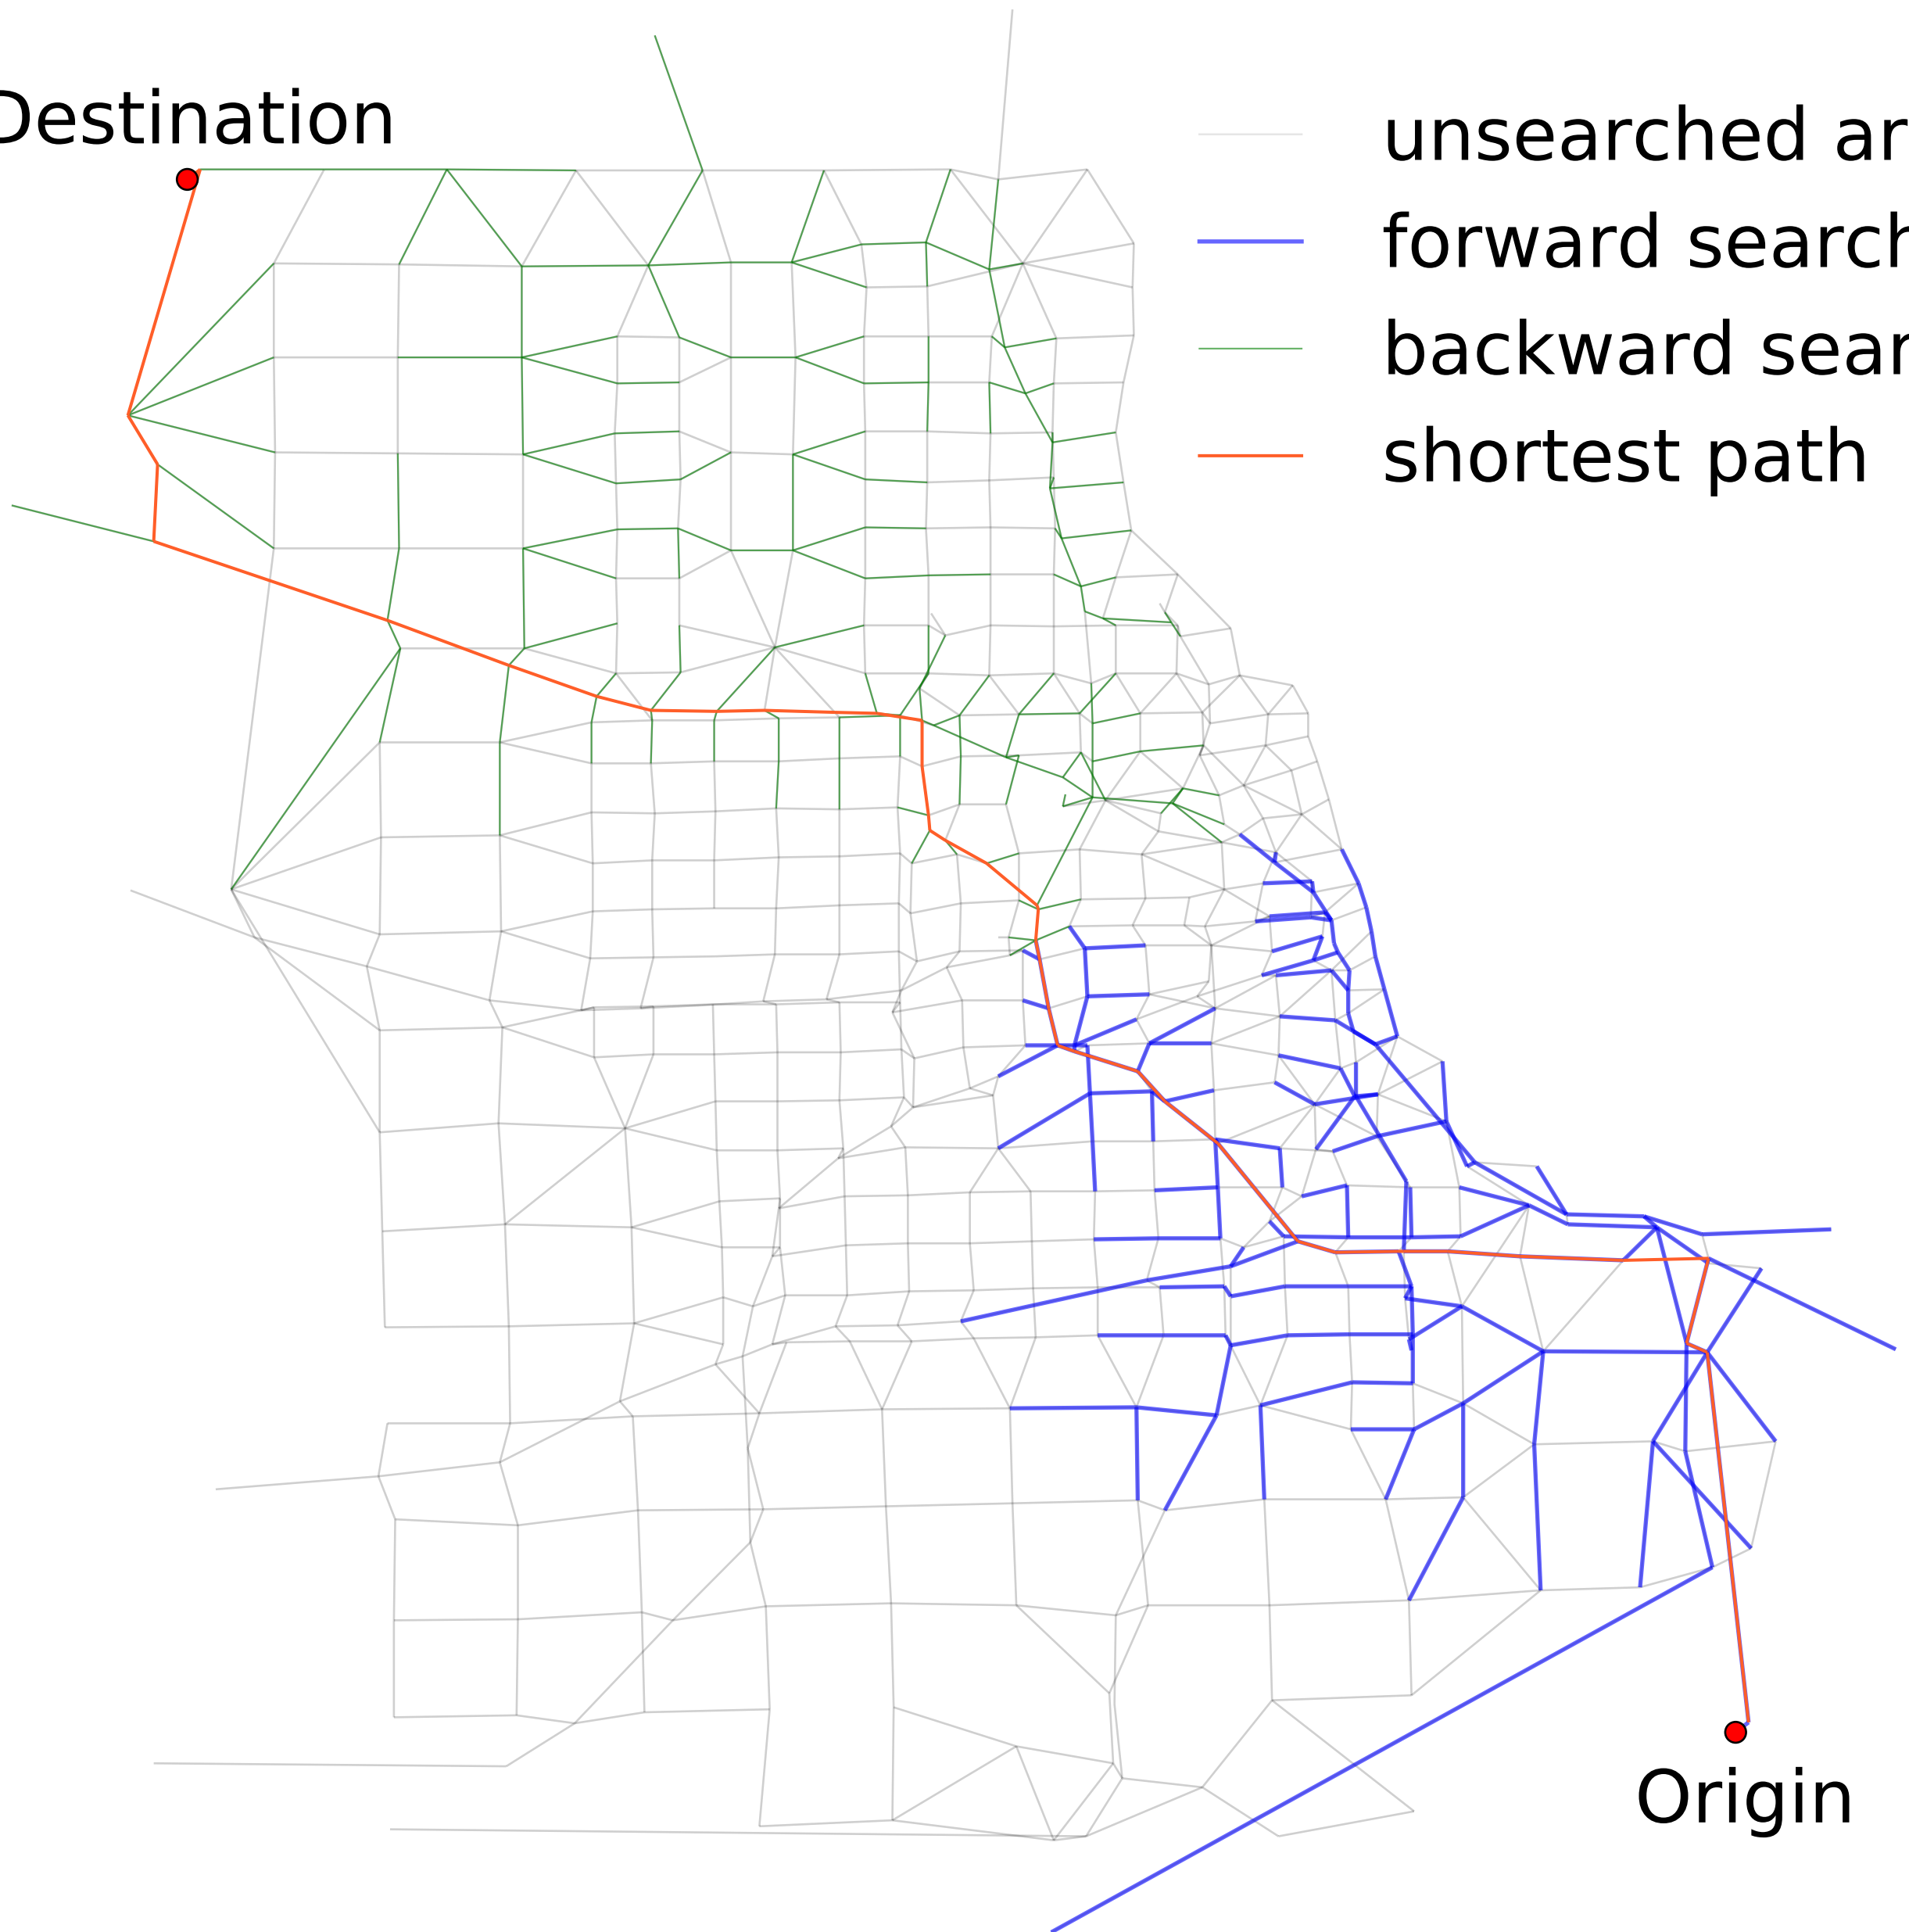 Destination
unsearched ar
forward search
backward sear
shortest path
Origin